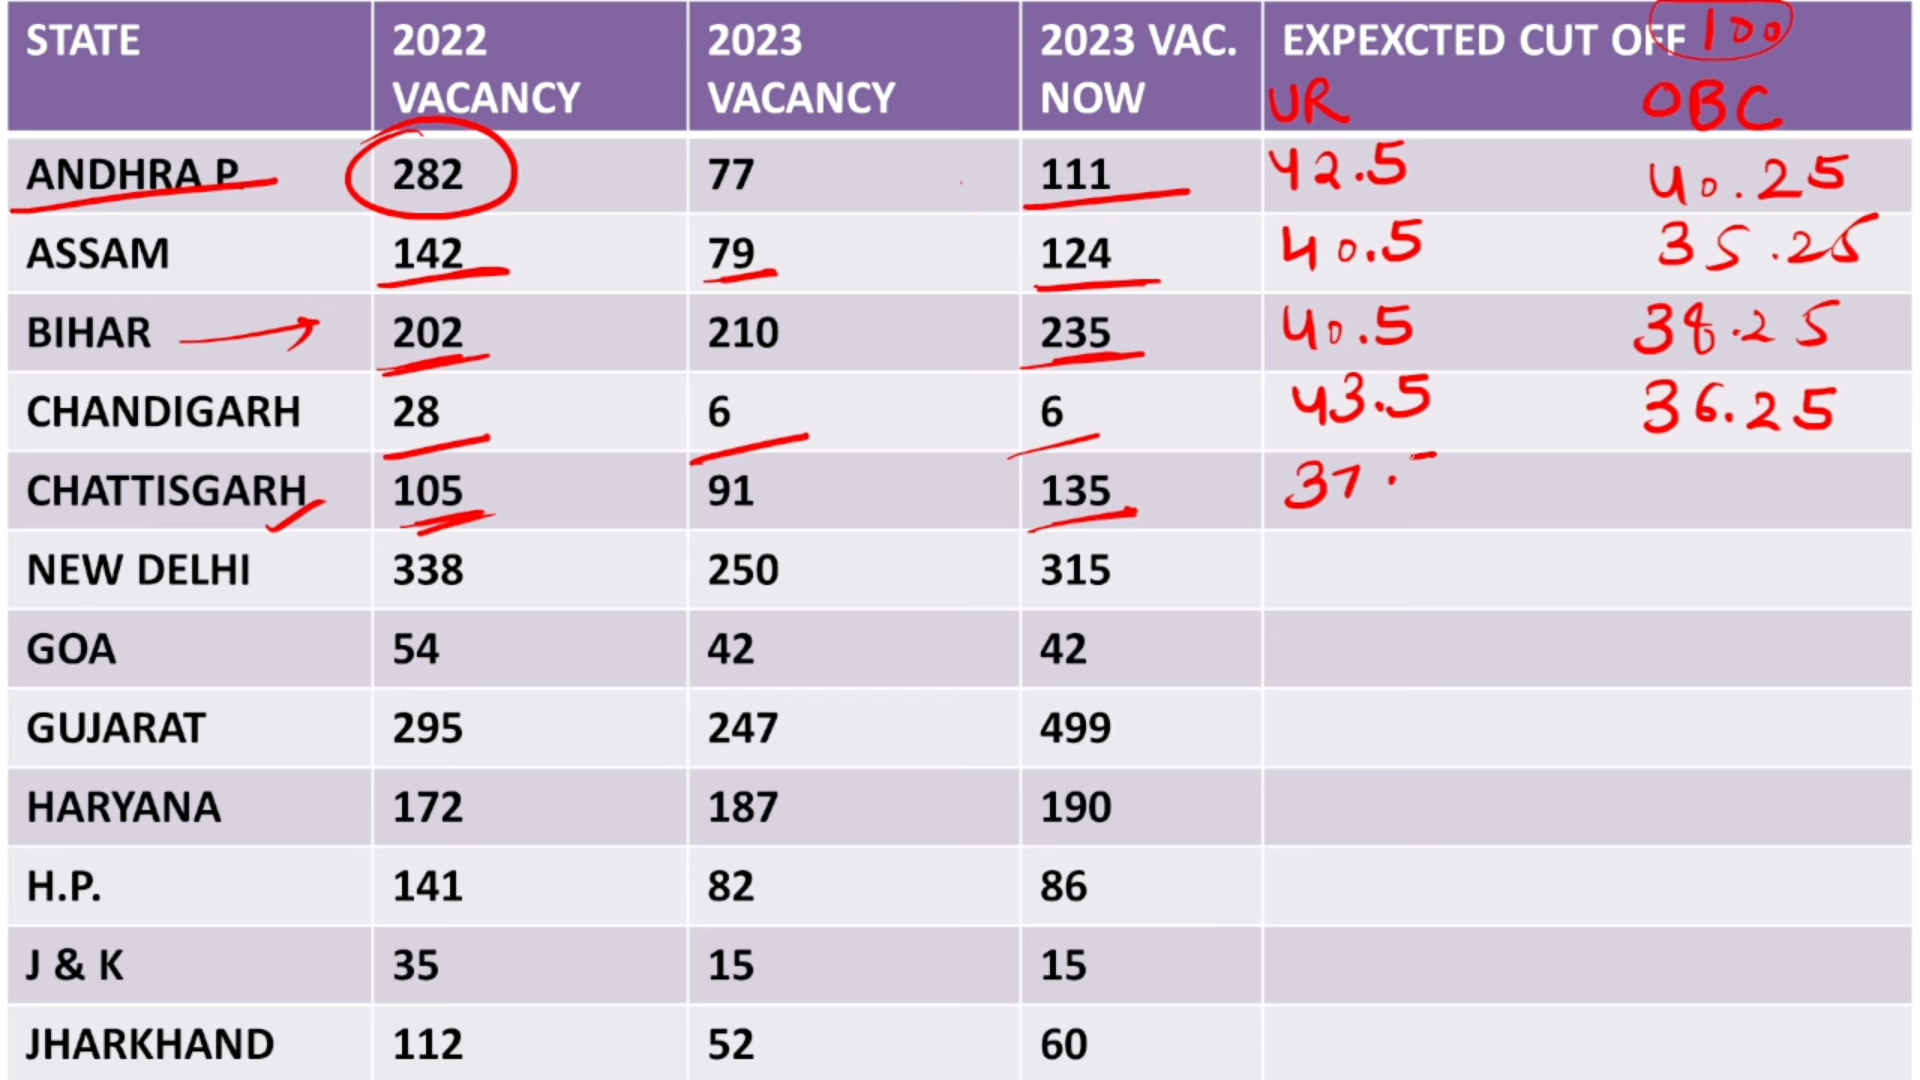 STATE 2022 VACANCY 2023 VACANCY 2023 VAC. NOW EXPEXCTED CUT OFF 100
UR OBC
ANDHRA P 282 77 111 42.5 40.25
ASSAM 142 79 124 40.5 35.25
BIHAR 202 210 235 40.5 38.25
CHANDIGARH 28 6 6 43.5 36.25
CHATTISGARH 105 91 135 37.
NEW DELHI 338 250 315
GOA 54 42 42
GUJARAT 295 247 499
HARYANA 172 187 190
H.P. 141 82 86
J & K 35 15 15
JHARKHAND 112 52 60